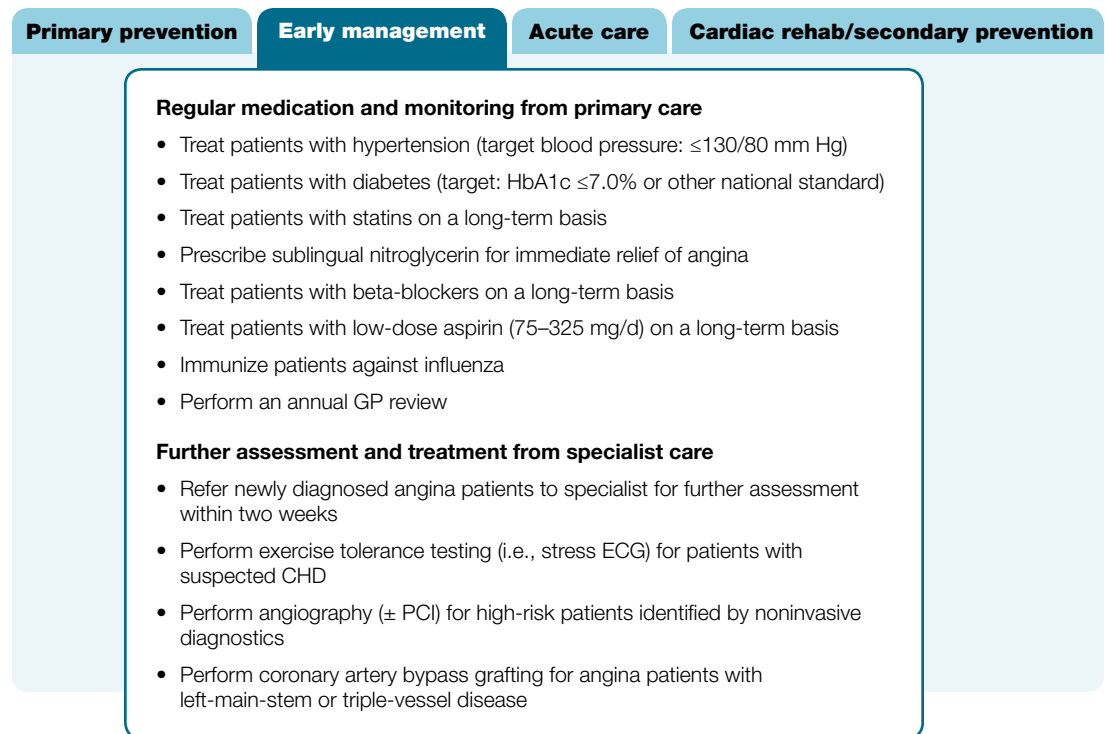 Primary prevention
Early management
Acute care
Cardiac rehab/secondary prevention
Regular medication and monitoring from primary care
• Treat patients with hypertension (target blood pressure: ≤130/80 mm Hg)
• Treat patients with diabetes (target: HbA1c ≤7.0% or other national standard)
• Treat patients with statins on a long-term basis
• Prescribe sublingual nitroglycerin for immediate relief of angina
• Treat patients with beta-blockers on a long-term basis
• Treat patients with low-dose aspirin (75–325 mg/d) on a long-term basis
• Immunize patients against influenza
• Perform an annual GP review
Further assessment and treatment from specialist care
• Refer newly diagnosed angina patients to specialist for further assessment
within two weeks
• Perform exercise tolerance testing (i.e., stress ECG) for patients with
suspected CHD
• Perform angiography (± PCI) for high-risk patients identified by noninvasive
diagnostics
• Perform coronary artery bypass grafting for angina patients with
left-main-stem or triple-vessel disease